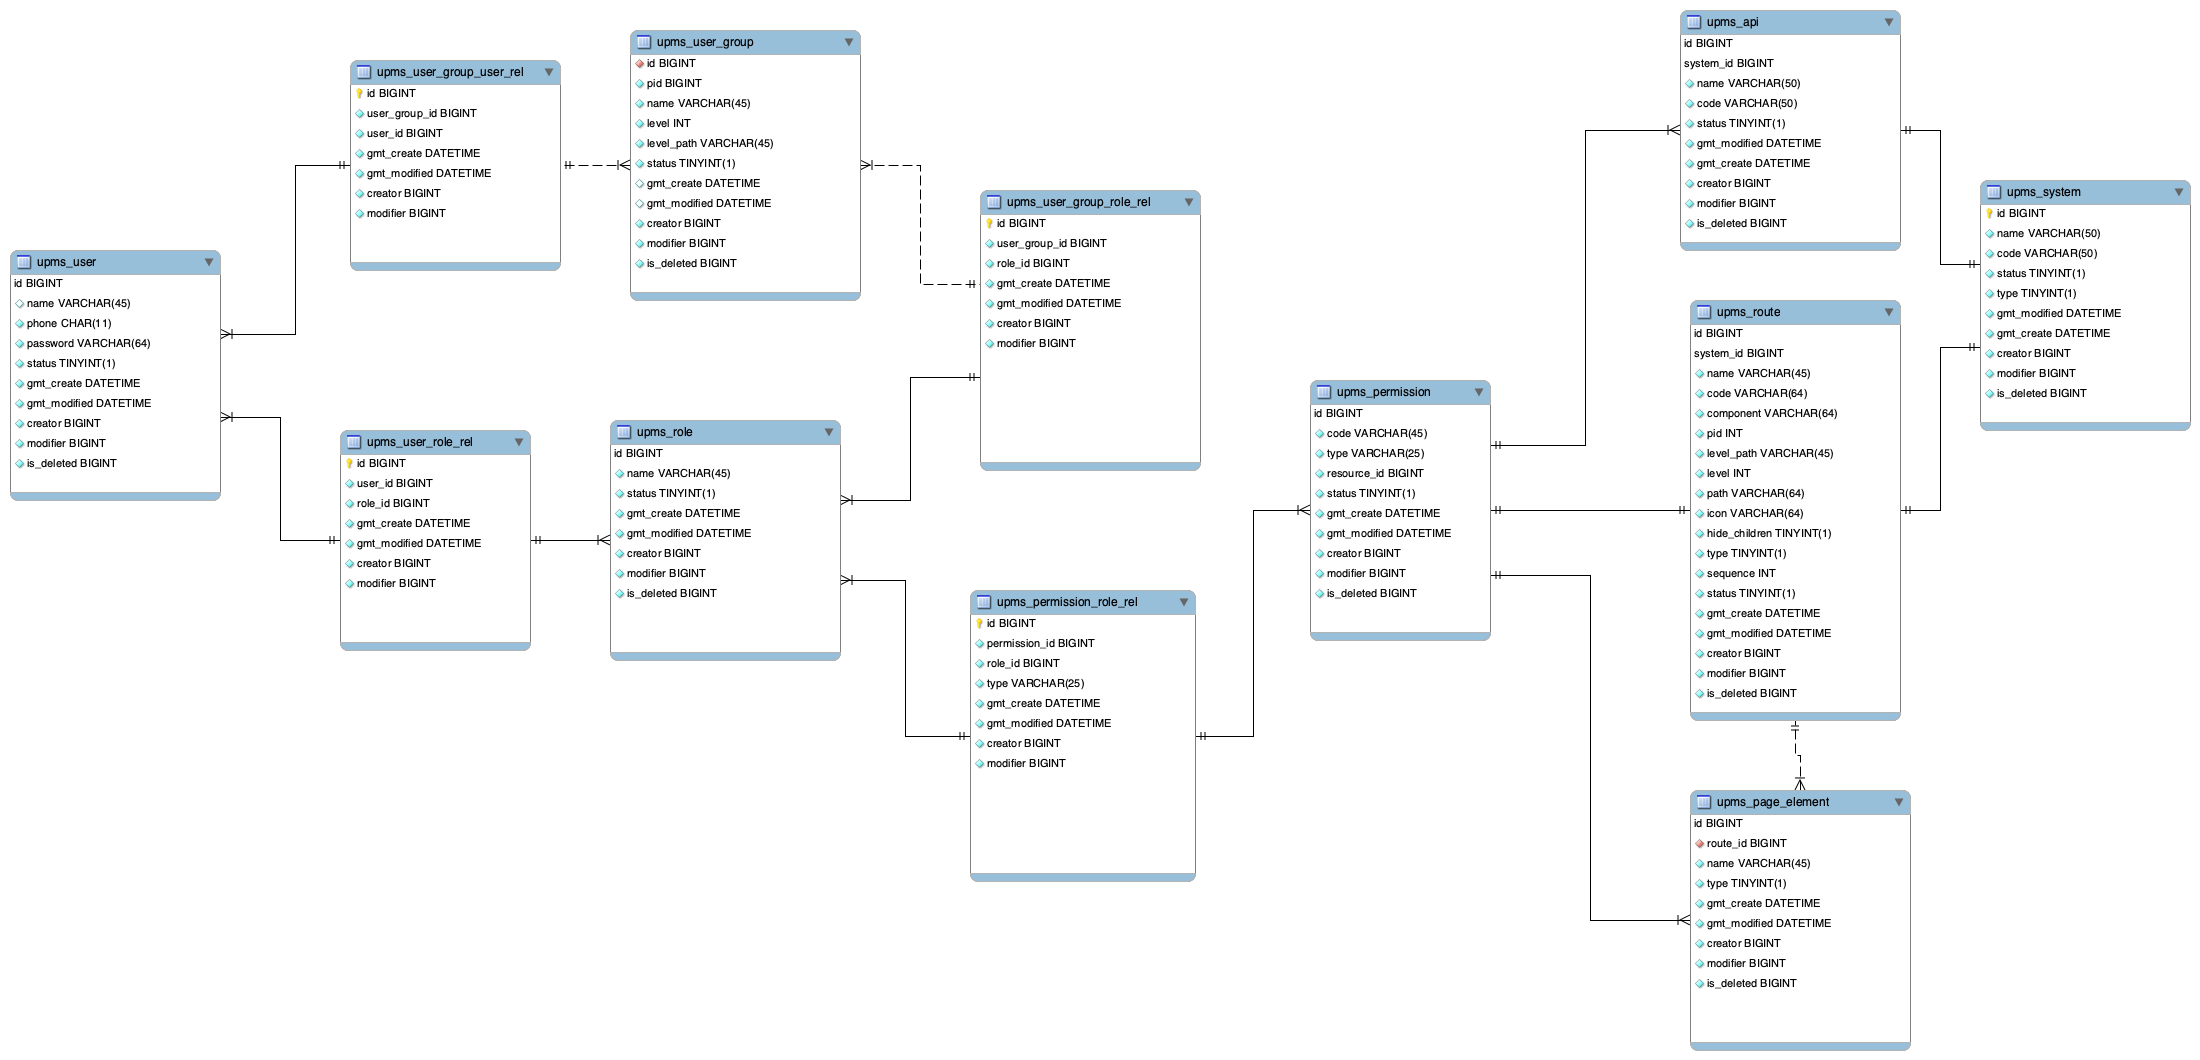 upms_user
id BIGINT
name VARCHAR(45)
phone CHAR(11)
password VARCHAR(64)
status TINYINT(1)
gmt_create DATETIME
gmt_modified DATETIME
creator BIGINT
modifier BIGINT
is_deleted BIGINT
upms_user_group_user_rel
id BIGINT
user_group_id BIGINT
user_id BIGINT
gmt_create DATETIME
gmt_modified DATETIME
creator BIGINT
modifier BIGINT
upms_user_role_rel
id BIGINT
user_id BIGINT
role_id BIGINT
gmt_create DATETIME
gmt_modified DATETIME
creator BIGINT
modifier BIGINT
upms_user_group
id BIGINT
pid BIGINT
name VARCHAR(45)
level INT
level_path VARCHAR(45)
status TINYINT(1)
gmt_create DATETIME
gmt_modified DATETIME
creator BIGINT
modifier BIGINT
is_deleted BIGINT
upms_role
id BIGINT
name VARCHAR(45)
status TINYINT(1)
gmt_create DATETIME
gmt_modified DATETIME
creator BIGINT
modifier BIGINT
is_deleted BIGINT
upms_user_group_role_rel
id BIGINT
user_group_id BIGINT
role_id BIGINT
gmt_create DATETIME
gmt_modified DATETIME
creator BIGINT
modifier BIGINT
upms_permission_role_rel
id BIGINT
permission_id BIGINT
role_id BIGINT
type VARCHAR(25)
gmt_create DATETIME
gmt_modified DATETIME
creator BIGINT
modifier BIGINT
upms_permission
id BIGINT
code VARCHAR(45)
type VARCHAR(25)
resource_id BIGINT
status TINYINT(1)
gmt_create DATETIME
gmt_modified DATETIME
creator BIGINT
modifier BIGINT
is_deleted BIGINT
upms_api
id BIGINT
system_id BIGINT
name VARCHAR(50)
code VARCHAR(50)
status TINYINT(1)
gmt_modified DATETIME
gmt_create DATETIME
creator BIGINT
modifier BIGINT
is_deleted BIGINT
upms_route
id BIGINT
system_id BIGINT
name VARCHAR(45)
code VARCHAR(64)
component VARCHAR(64)
pid INT
level_path VARCHAR(45)
level INT
path VARCHAR(64)
icon VARCHAR(64)
hide_children TINYINT(1)
type TINYINT(1)
sequence INT
status TINYINT(1)
gmt_create DATETIME
gmt_modified DATETIME
creator BIGINT
modifier BIGINT
is_deleted BIGINT
upms_page_element
id BIGINT
route_id BIGINT
name VARCHAR(45)
type TINYINT(1)
gmt_create DATETIME
gmt_modified DATETIME
creator BIGINT
modifier BIGINT
is_deleted BIGINT
upms_system
id BIGINT
name VARCHAR(50)
code VARCHAR(50)
status TINYINT(1)
type TINYINT(1)
gmt_modified DATETIME
gmt_create DATETIME
creator BIGINT
modifier BIGINT
is_deleted BIGINT